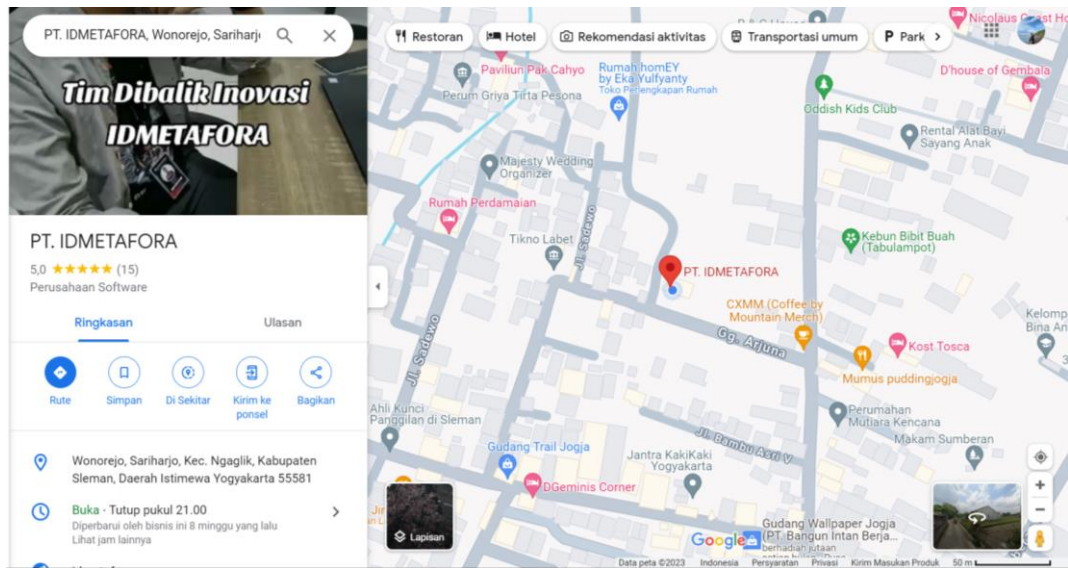 PT. IDMETAFORA, Wonorejo, Sariharj
Tim Dibalik Inovasi
IDMETAFORA
PT. IDMETAFORA
5,0 ★★★★★ (15)
Perusahaan Software
Ringkasan
Ulasan
Rute
Simpan
Di Sekitar
Kirim ke
ponsel
Bagikan
Wonorejo, Sariharjo, Kec. Ngaglik, Kabupaten
Sleman, Daerah Istimewa Yogyakarta 55581
Buka · Tutup pukul 21.00
Diperbarui oleh bisnis ini 8 minggu yang lalu
Lihat jam lainnya
Restoran
Hotel
Rekomendasi aktivitas
Transportasi umum
P Park
Paviliun Pak Cahyo
Perum Griya Tirta Pesona
Rumah homEY
by Eka Yulfyanty
Toko Perlengkapan Rumah
D'house of Gembala
Oddish Kids Club
Rental Alat Bayi
Sayang Anak
Majesty Wedding
Organizer
Rumah Perdamaian
Tikno Labet
Jl. Sadewo
Kebun Bibit Buah
(Tabulampot)
PT. IDMETAFORA
CXMM (Coffee by
Mountain Merch)
Gg. Arjuna
Kelomp
Bina An
Kost Tosca
Jl. Sadewo
Mumus puddingjogja
Ahli Kunci
Panggilan di Sleman
Perumahan
Mutiara Kencana
Makam Sumberan
Jl. Bambu Asti V
Gudang Trail Jogja
Jantra KakiKaki
Yogyakarta
DGeminis Corner
Lapisan
Gudang Wallpaper Jogja
(PT. Bangun Intan Berja...
berhadiah jutaan
Google
Data peta ©2023
Indonesia
Persyaratan
Privasi
Kirim Masukan Produk
50 m